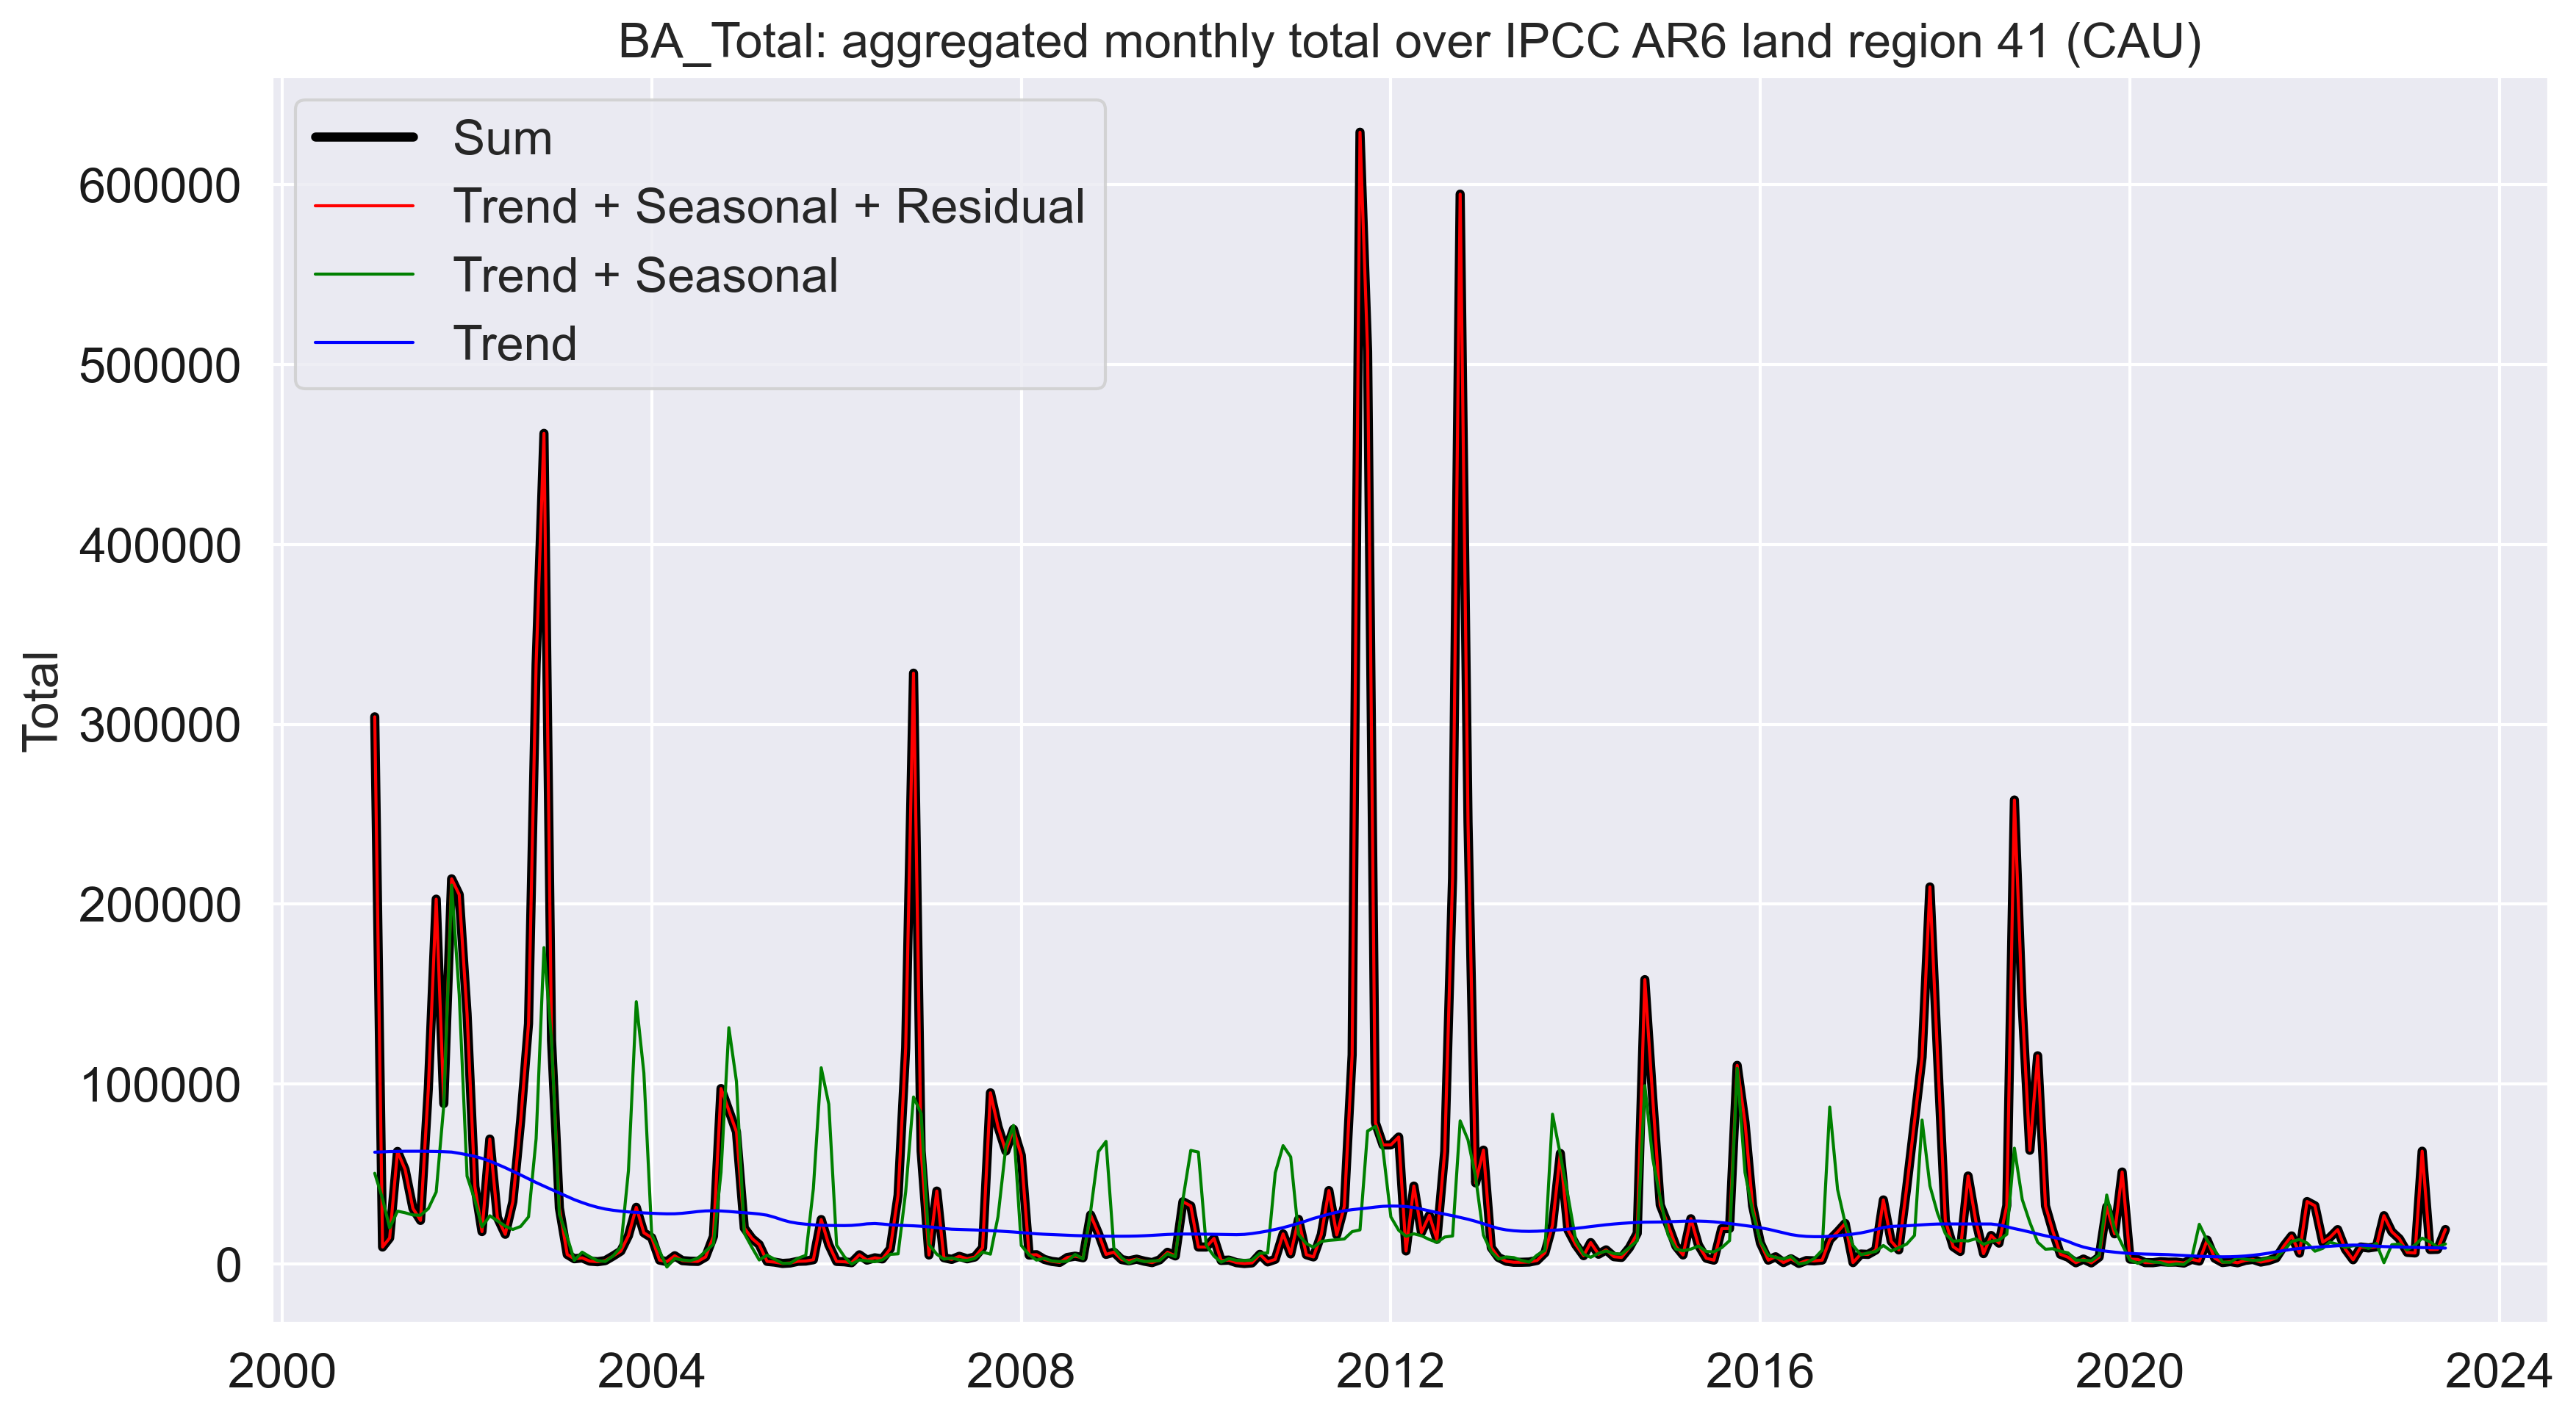 BA_Total: aggregated monthly total over IPCC AR6 land region 41 (CAU)
Sum
Trend + Seasonal + Residual
Trend + Seasonal
Trend
Total
600000
500000
400000
300000
200000
100000
0
2000 2004 2008 2012 2016 2020 2024